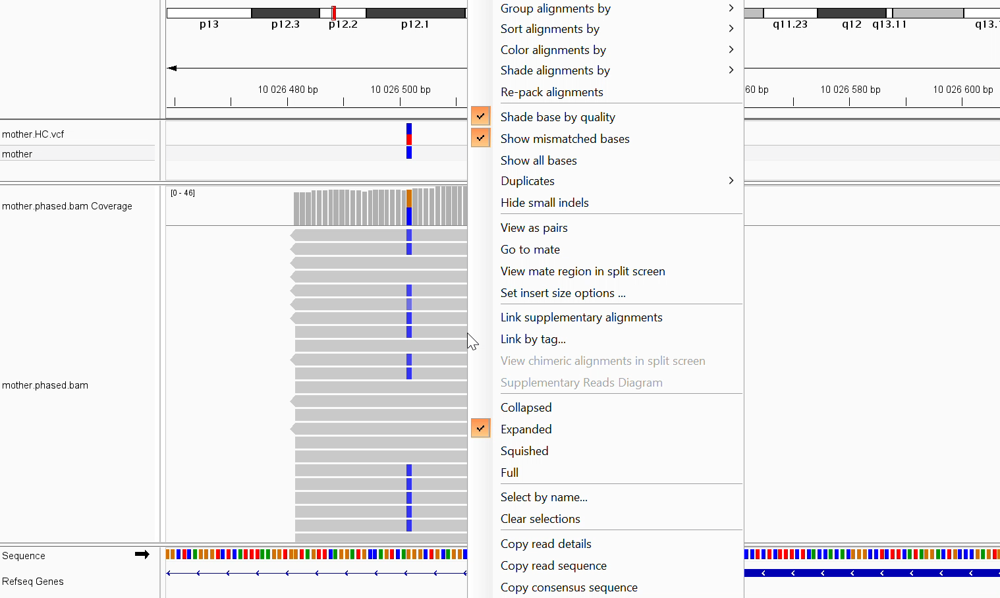 p13 p12.3 p12.2 p12.1
q11.23 q12 q13.11 q13.
10 026 480 bp 10 026 500 bp
60 bp 10 026 580 bp 10 026 600 bp
mother.HC.vcf
mother
[0 - 46]
mother.phased.bam Coverage
mother.phased.bam
Sequence
Refseq Genes
Group alignments by
Sort alignments by
Color alignments by
Shade alignments by
Re-pack alignments
Shade base by quality
Show mismatched bases
Show all bases
Duplicates
Hide small indels
View as pairs
Go to mate
View mate region in split screen
Set insert size options ...
Link supplementary alignments
Link by tag...
View chimeric alignments in split screen
Supplementary Reads Diagram
Collapsed
Expanded
Squished
Full
Select by name...
Clear selections
Copy read details
Copy read sequence
Copy consensus sequence